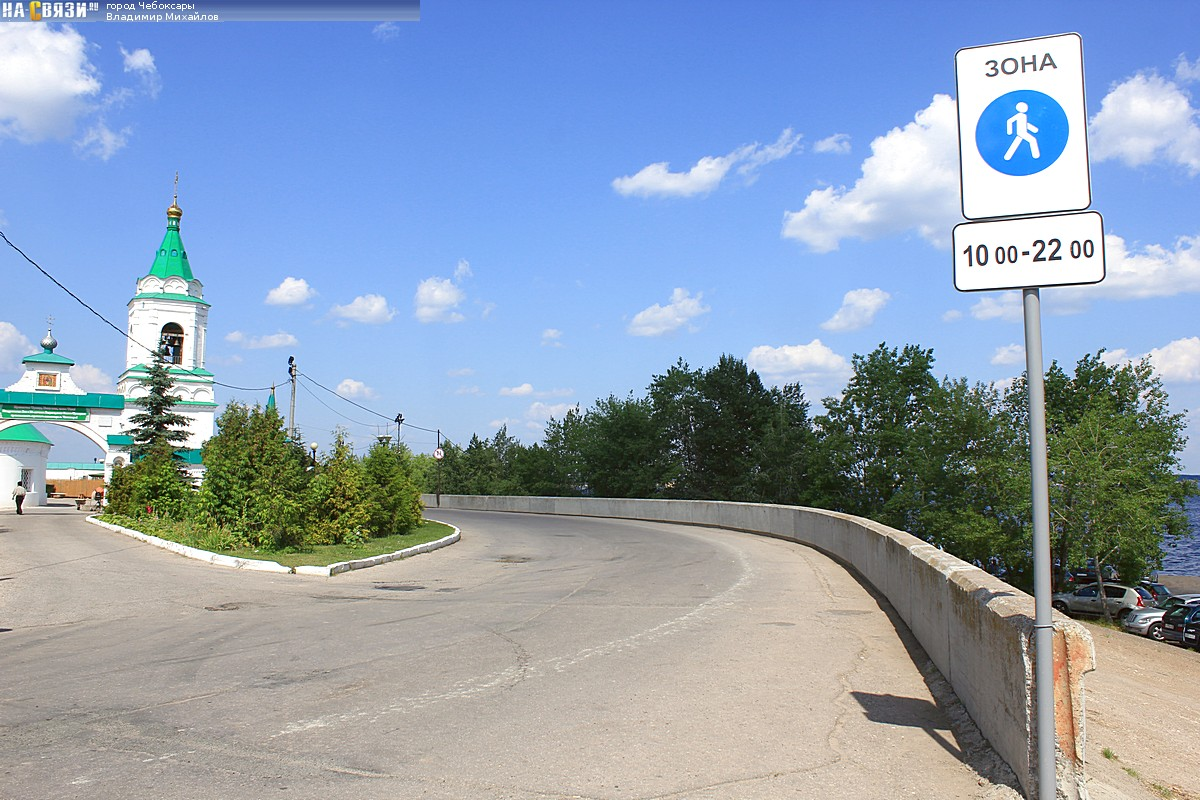 НА СВЯЗИ.RU
город Чебоксары
Владимир Михайлов
ЗОНА
10 00-22 00